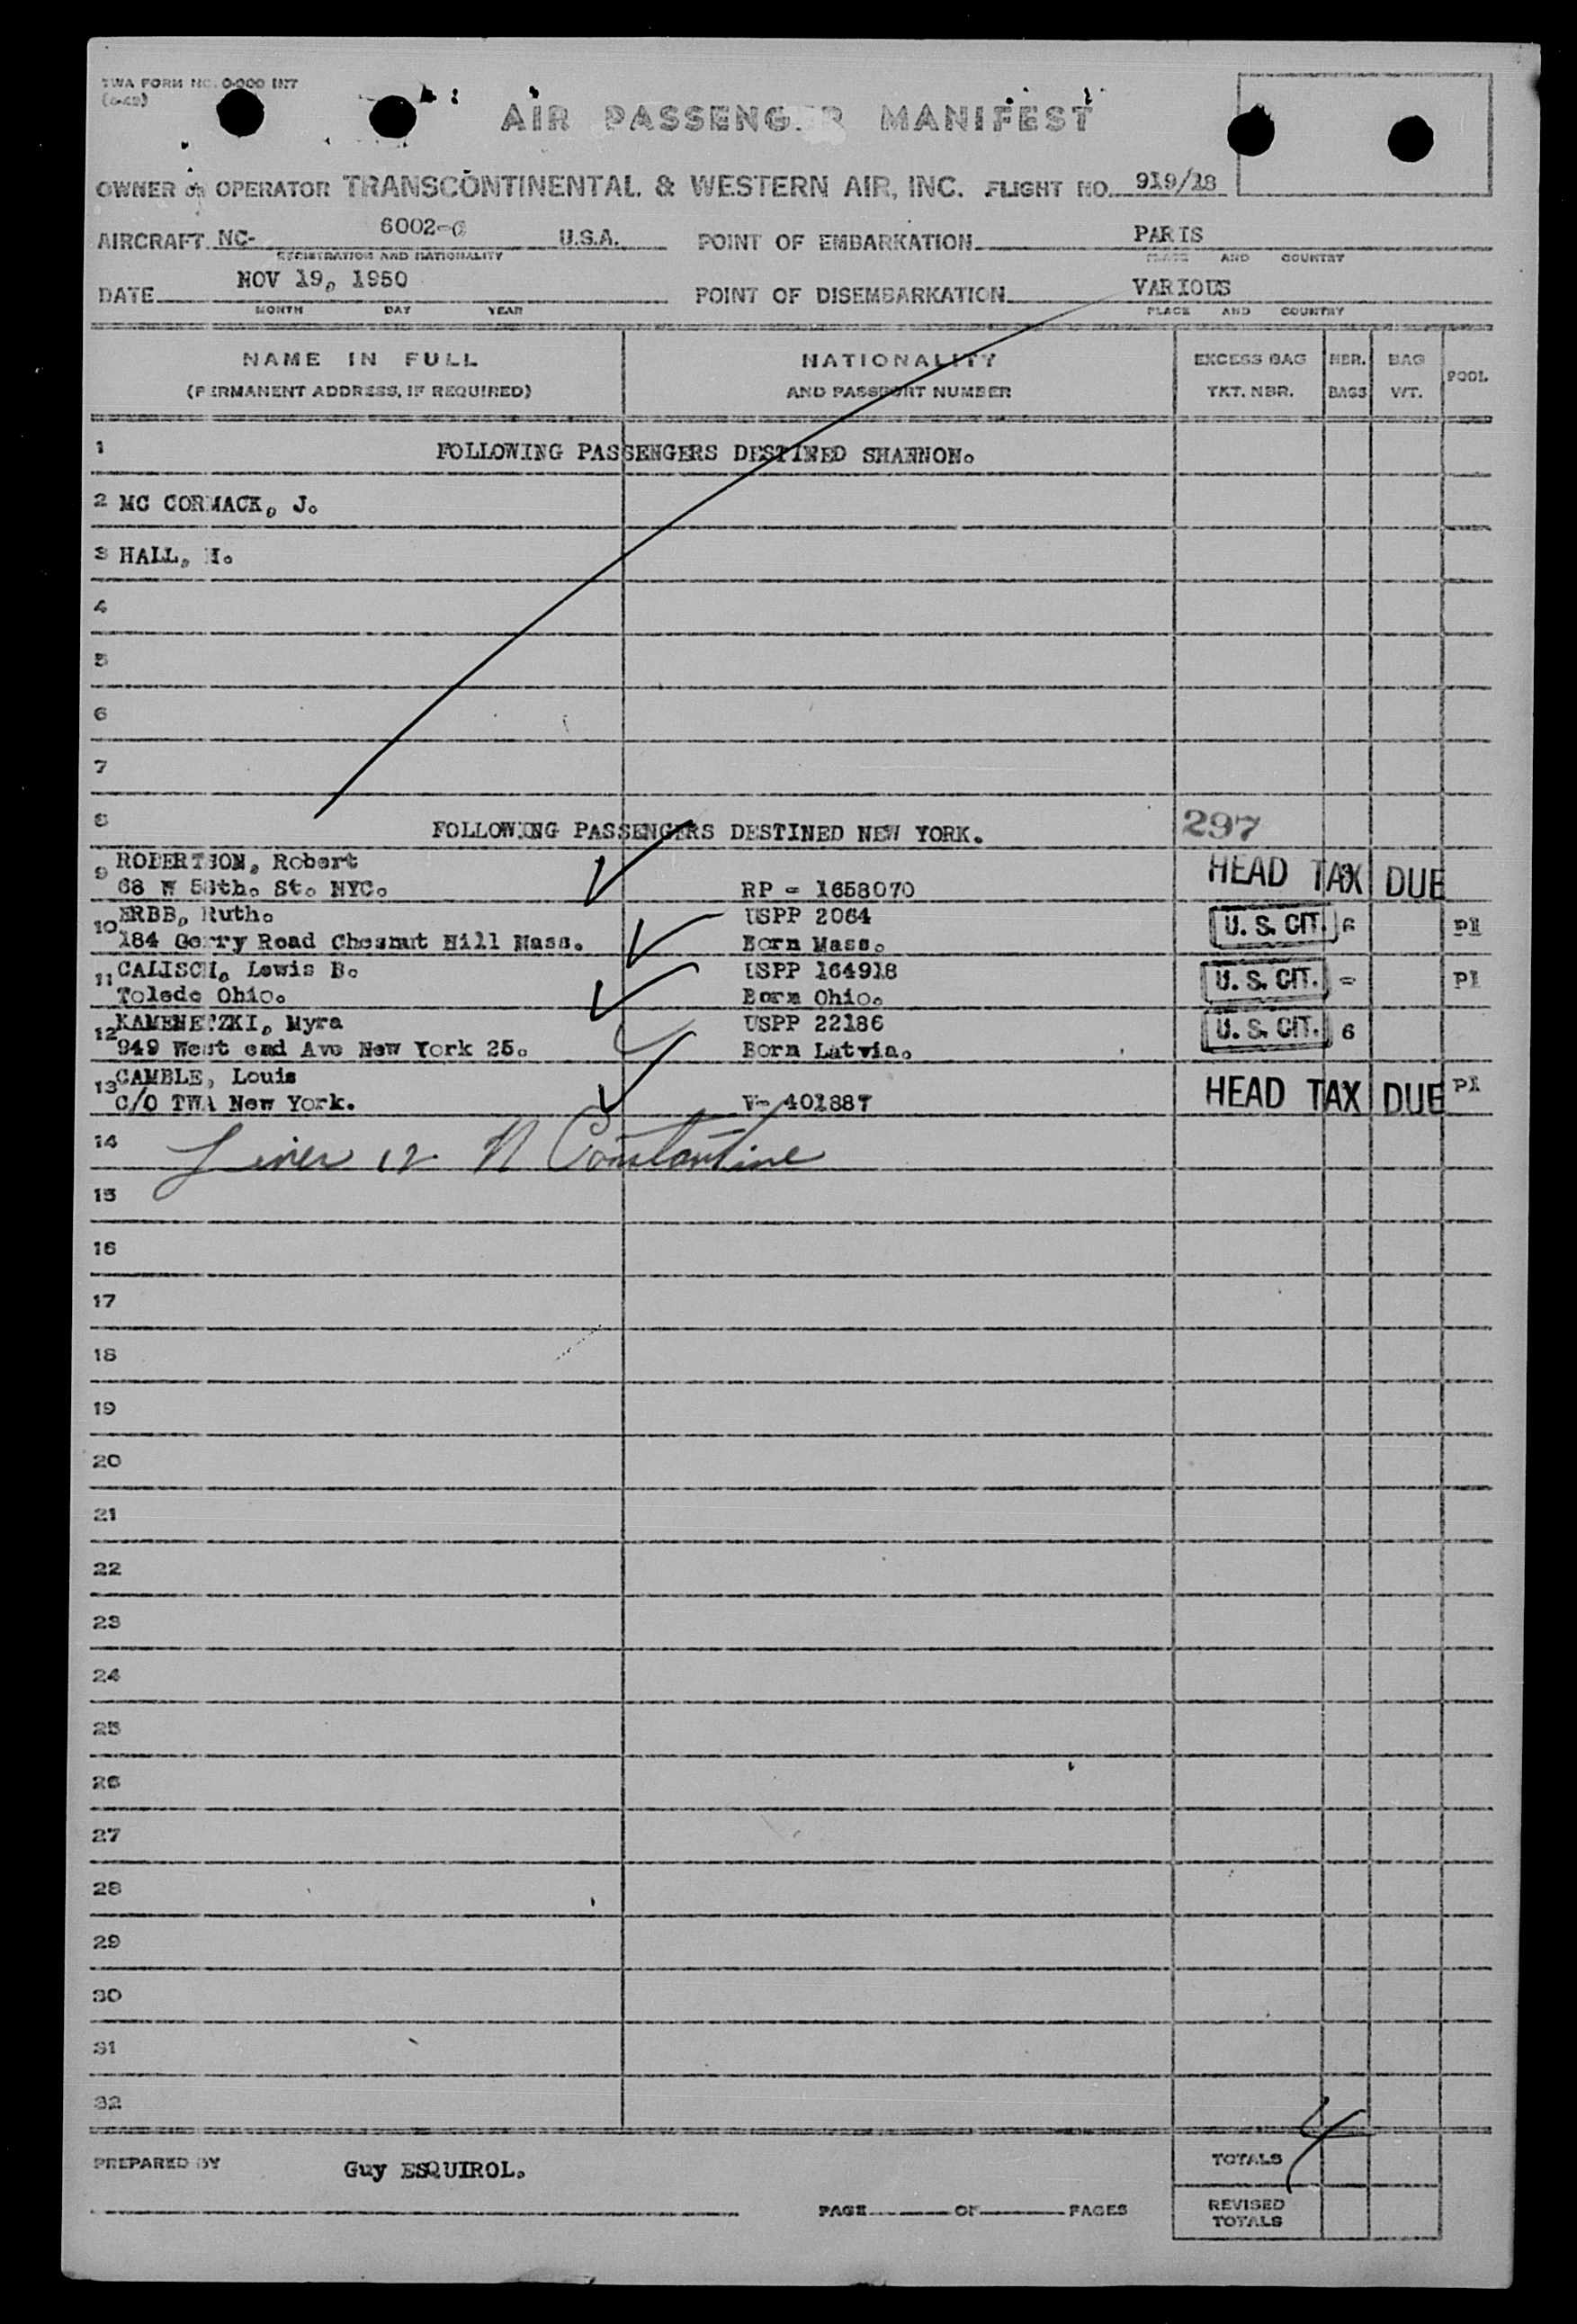 TWA FORM NO. 0-900 INT
AIR PASSENGER MANIFEST
OWNER or OPERATOR TRANSCONTINENTAL & WESTERN AIR, INC. FLIGHT NO. 919/18
AIRCRAFT NC- 6002-C U.S.A. POINT OF EMBARKATION PARIS
REGISTRATION AND NATIONALITY PLACE AND COUNTRY
DATE NOV 19, 1950 POINT OF DISEMBARKATION VARIOUS
MONTH DAY YEAR PLACE AND COUNTRY
NAME IN FULL NATIONALITY EXCESS BAG NBR. BAG POOL
(PERMANENT ADDRESS, IF REQUIRED) AND PASSPORT NUMBER TKT. NBR. BAGS WT.
1 FOLLOWING PASSENGERS DESTINED SHANNON.
2 MC CORMACK, J.
3 HALL, H.
4
5
6
7
8 FOLLOWING PASSENGERS DESTINED NEW YORK. 297
9 ROBERTSON, Robert HEAD TAX DUE
68 W 58th. St. NYC. RP - 1658070
10 ERBB, Ruth. USPP 2064 U. S. CIT. 6 PI
184 Gerry Road Chesnut Hill Mass. Born Mass.
11 CALISCH, Lewis B. USPP 164918 U. S. CIT. - PI
Toledo Ohio. Born Ohio.
12 KAMENETZKI, Myra USPP 22186 U. S. CIT. 6
949 West end Ave New York 25. Born Latvia.
13 GAMBLE, Louis HEAD TAX DUE PI
C/O TWA New York. V- 401887
14 Lines 12 N Constantine
15
16
17
18
19
20
21
22
23
24
25
26
27
28
29
30
31
32
PREPARED BY Guy ESQUIROL. TOTALS
PAGE OF PAGES REVISED
TOTALS